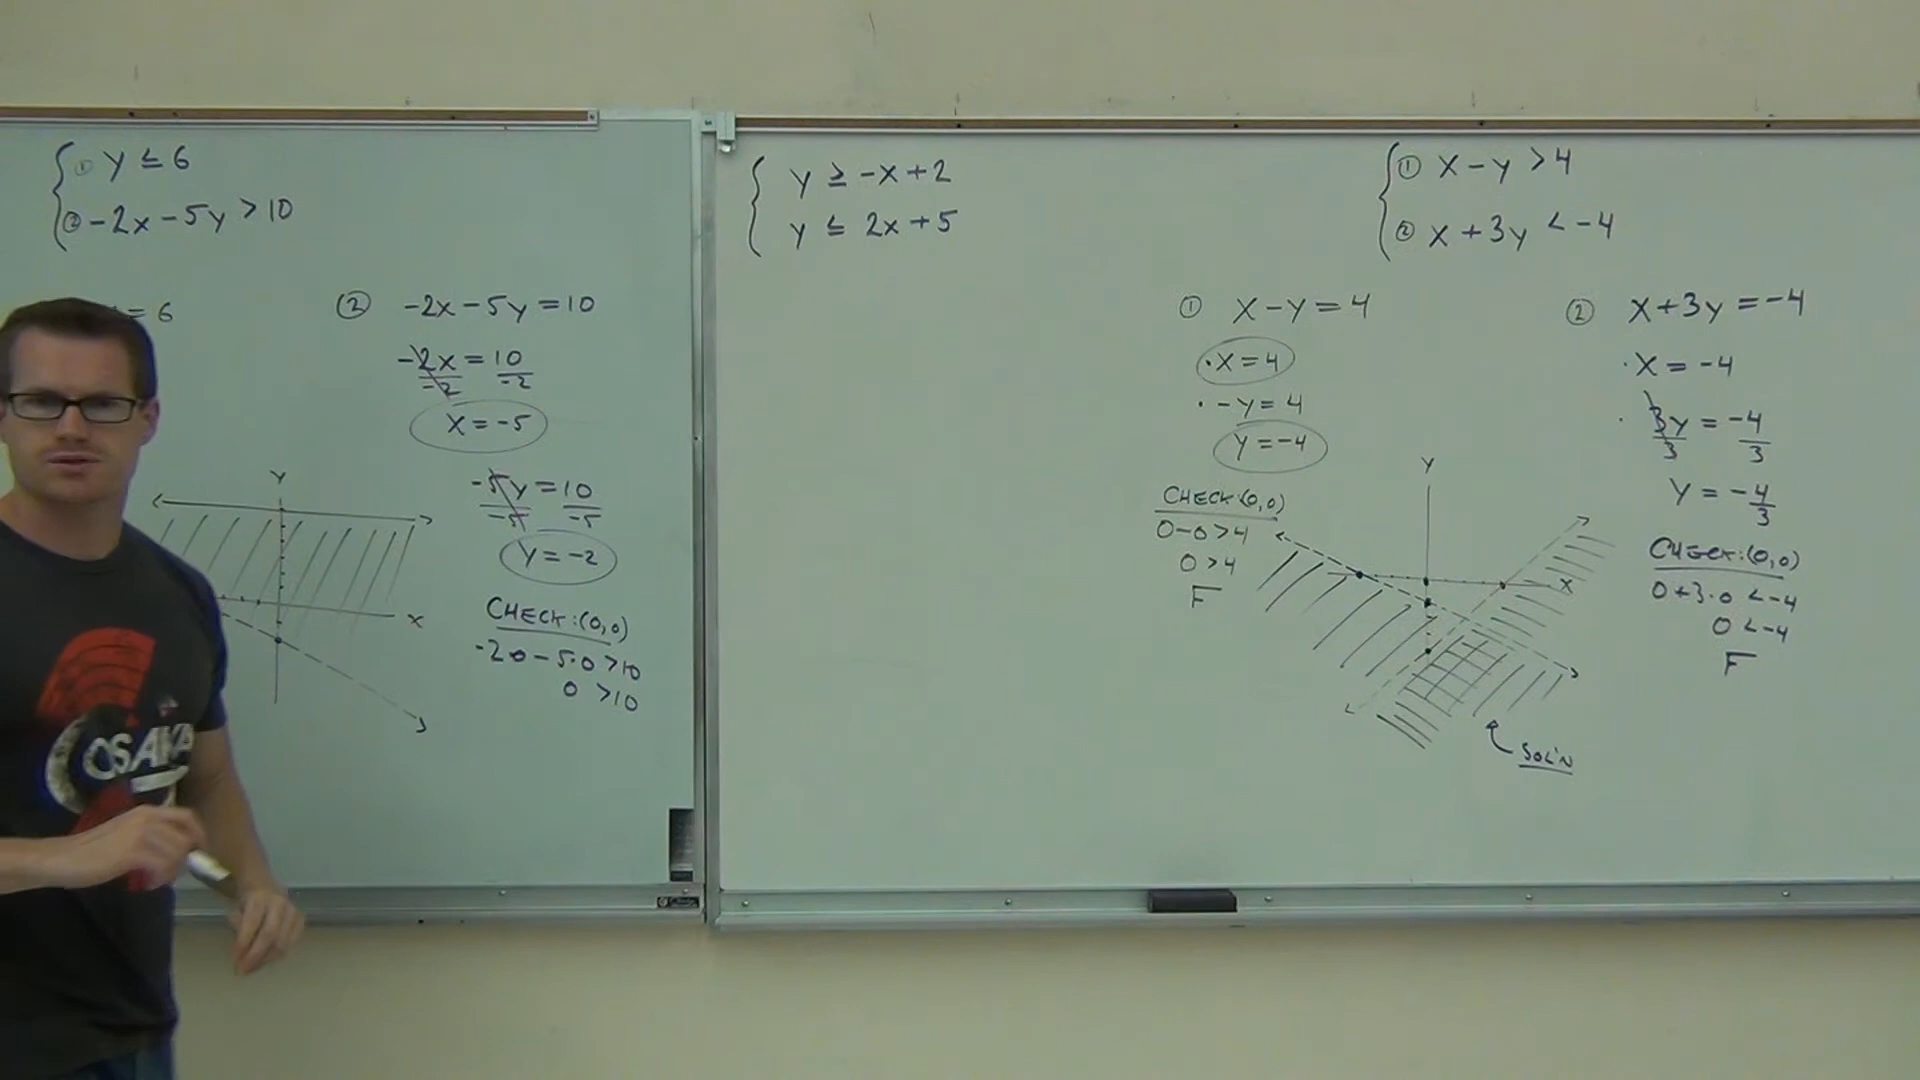 ① y ≤ 6
② -2x - 5y > 10
= 6
② -2x - 5y = 10
-2x = 10
-2 -2
x = -5
-5y = 10
-5 -5
y = -2
CHECK: (0,0)
-2·0 - 5·0 > 10
0 > 10
Y
X
OSAKA
y ≥ -x + 2
y ≤ 2x + 5
① x - y > 4
② x + 3y < -4
① x - y = 4
· x = 4
· -y = 4
y = -4
CHECK: (0,0)
0 - 0 > 4
0 > 4
F
Y
X
SOL'N
② x + 3y = -4
· x = -4
· 3y = -4
3 3
y = -4/3
CHECK: (0,0)
0 + 3·0 < -4
0 < -4
F